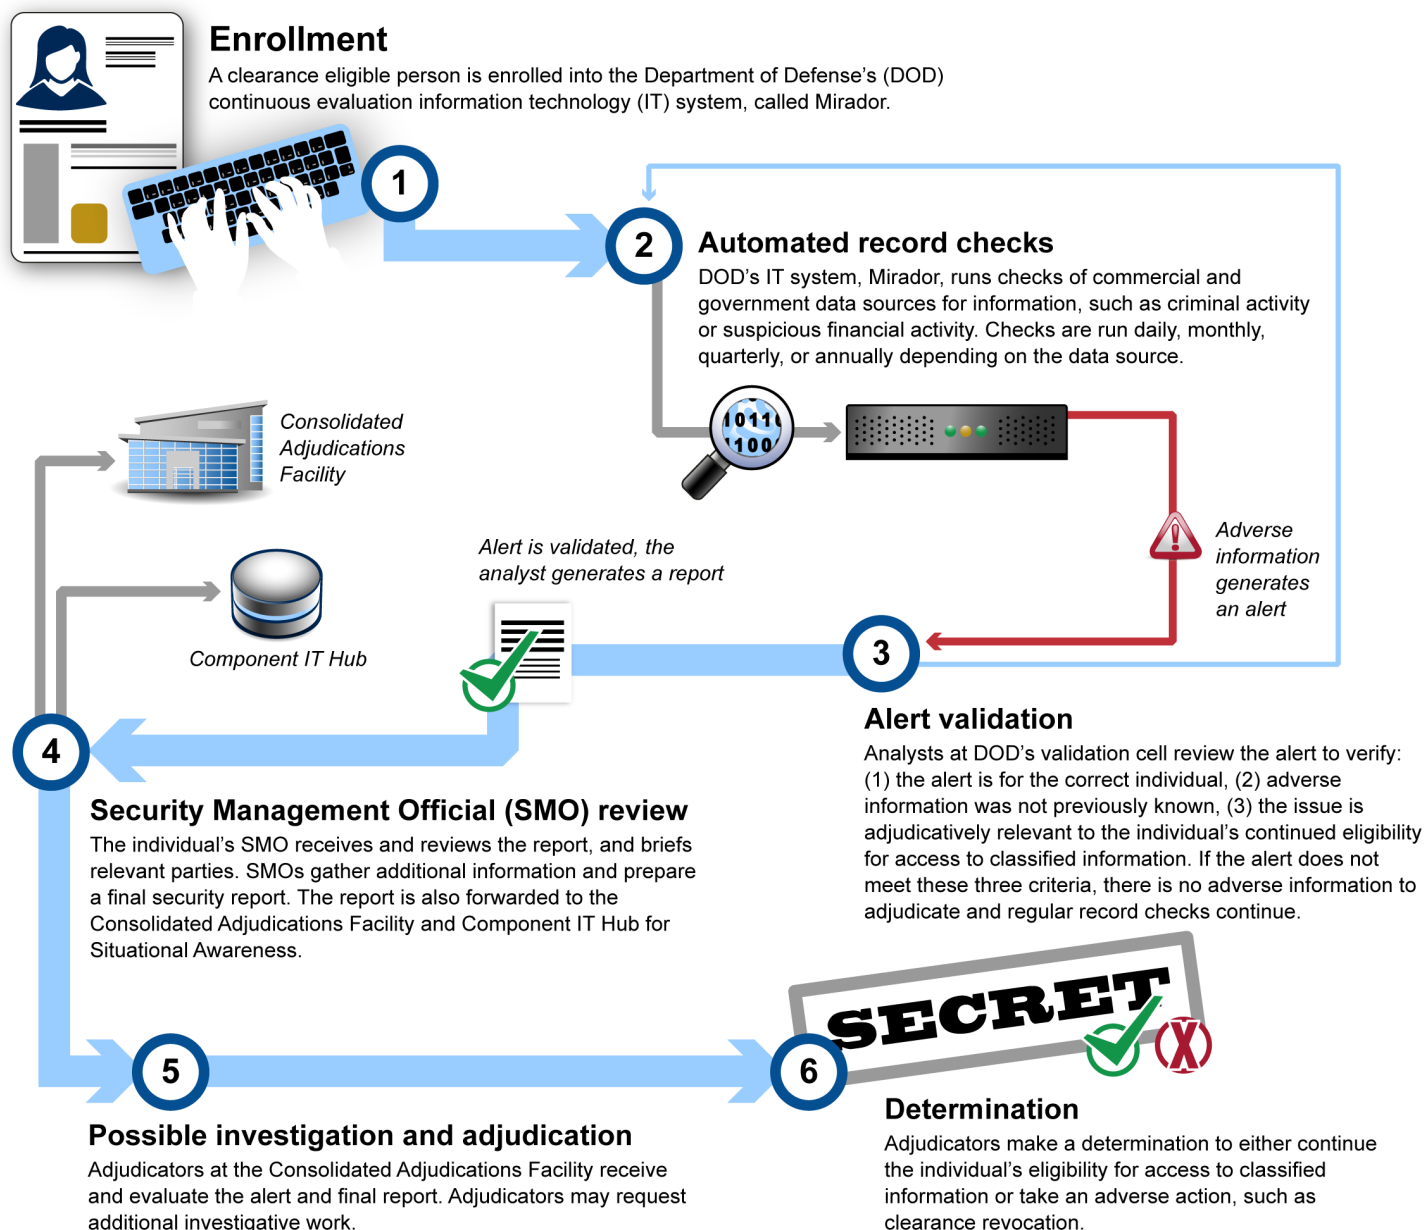 Enrollment
A clearance eligible person is enrolled into the Department of Defense’s (DOD)
continuous evaluation information technology (IT) system, called Mirador.
1
2
Automated record checks
DOD’s IT system, Mirador, runs checks of commercial and
government data sources for information, such as criminal activity
or suspicious financial activity. Checks are run daily, monthly,
quarterly, or annually depending on the data source.
Consolidated
Adjudications
Facility
10110
1100
Adverse
information
generates
an alert
Alert is validated, the
analyst generates a report
Component IT Hub
3
Alert validation
Analysts at DOD’s validation cell review the alert to verify:
(1) the alert is for the correct individual, (2) adverse
information was not previously known, (3) the issue is
adjudicatively relevant to the individual’s continued eligibility
for access to classified information. If the alert does not
meet these three criteria, there is no adverse information to
adjudicate and regular record checks continue.
4
Security Management Official (SMO) review
The individual’s SMO receives and reviews the report, and briefs
relevant parties. SMOs gather additional information and prepare
a final security report. The report is also forwarded to the
Consolidated Adjudications Facility and Component IT Hub for
Situational Awareness.
5
Possible investigation and adjudication
Adjudicators at the Consolidated Adjudications Facility receive
and evaluate the alert and final report. Adjudicators may request
additional investigative work.
SECRET
6
Determination
Adjudicators make a determination to either continue
the individual’s eligibility for access to classified
information or take an adverse action, such as
clearance revocation.